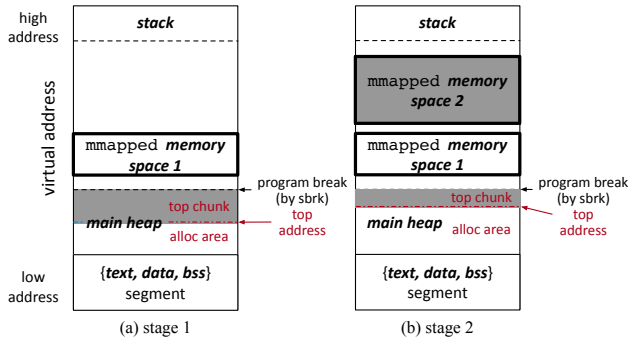 high
address
virtual address
low
address
stack
mmapped memory
space 1
top chunk
main heap
alloc area
{text, data, bss}
segment
program break
(by sbrk)
top
address
(a) stage 1
stack
mmapped memory
space 2
mmapped memory
space 1
top chunk
main heap
alloc area
{text, data, bss}
segment
program break
(by sbrk)
top
address
(b) stage 2